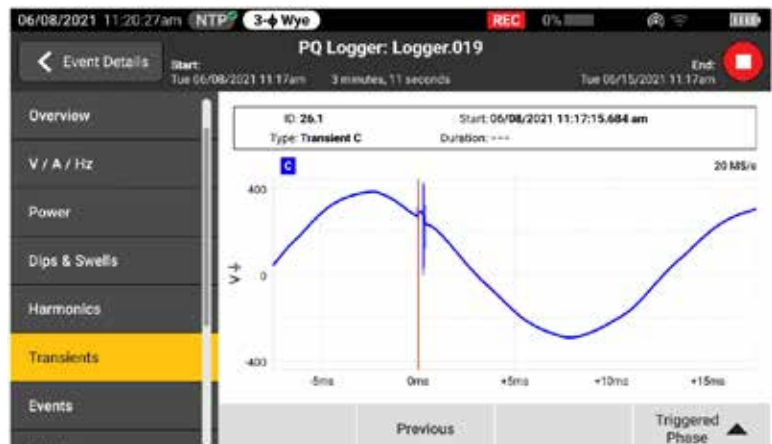 06/08/2021 11:20:27am NTP 3-ϕ Wye REC 0%
Event Details
PQ Logger: Logger.019
Start: End:
Tue 06/08/2021 11:17am 3 minutes, 11 seconds Tue 06/15/2021 11:17am
Overview
V / A / Hz
Power
Dips & Swells
Harmonics
Transients
Events
ID: 26.1 Start: 06/08/2021 11:17:15.684 am
Type: Transient C Duration: ---
C 20 MS/s
400
V
0
-400
-5ms 0ms +5ms +10ms +15ms
Previous Triggered
Phase